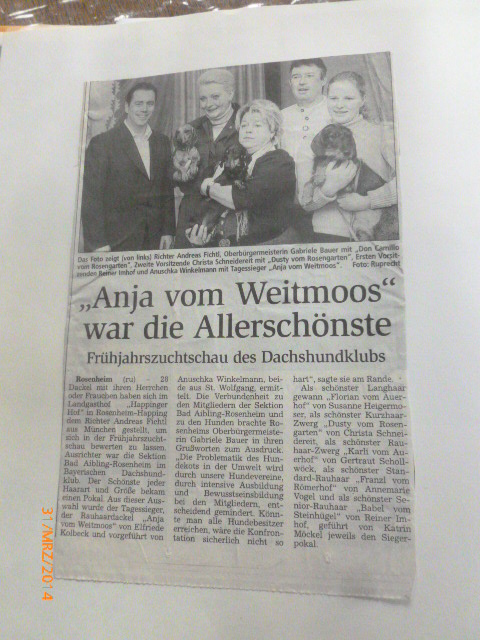 Das Foto zeigt (von links) Richter Andreas Fichtl, Oberbürgermeisterin Gabriele Bauer mit „Don Camillo
vom Rosengarten“, Zweite Vorsitzende Christa Schneidereit mit „Dusty vom Rosengarten“, Ersten Vorsit-
zenden Reiner Imhof und Anuschka Winkelmann mit Tagessieger „Anja vom Weitmoos“. Foto: Ruprecht
„Anja vom Weitmoos“
war die Allerschönste
Frühjahrszuchtschau des Dachshundklubs
Rosenheim (ru) 28
Dackel mit ihren Herrchen
oder Frauchen haben sich im
Landgasthof „Happinger
Hof“ in Rosenheim-Happing
dem Richter Andreas Fichtl
aus München gestellt, um
sich in der Frühjahrszucht-
schau bewerten zu lassen.
Ausrichter war die Sektion
Bad Aibling-Rosenheim im
Bayerischen Dachshund-
klub. Der Schönste jeder
Haarart und Größe bekam
einen Pokal. Aus dieser Aus-
wahl wurde der Tagessieger,
der Rauhaardackel „Anja
vom Weitmoos“ von Elfriede
Kolbeck und vorgeführt von
Anuschka Winkelmann, bei-
de aus St. Wolfgang, ermit-
telt. Die Verbundenheit zu
den Mitgliedern der Sektion
Bad Aibling-Rosenheim und
zu den Hunden brachte Ro-
senheims Oberbürgermeiste-
rin Gabriele Bauer in ihren
Grußworten zum Ausdruck.
„Die Problematik des Hun-
dekots in der Umwelt wird
durch unsere Hundevereine,
durch intensive Ausbildung
und Bewusstseinsbildung
bei den Mitgliedern, ent-
scheidend gemindert. Könn-
te man alle Hundebesitzer
erreichen, wäre die Konfron-
tation sicherlich nicht so
hart“, sagte sie am Rande.
Als schönster Langhaar
gewann „Florian vom Auer-
hof“ von Susanne Heigermo-
ser, als schönster Kurzhaar-
Zwerg „Dusty vom Rosen-
garten“ von Christa Schnei-
dereit, als schönster Rau-
haar-Zwerg „Karli vom Au-
erhof“ von Gertraut Scholl-
wöck, als schönster Stan-
dard-Rauhaar „Franzl vom
Römerhof“ von Annemarie
Vogel und als schönster Se-
nior-Rauhaar „Babel vom
Steinhügel“ von Reiner Im-
hof, geführt von Katrin
Möckel jeweils den Sieger-
pokal.
31/MRZ/2014